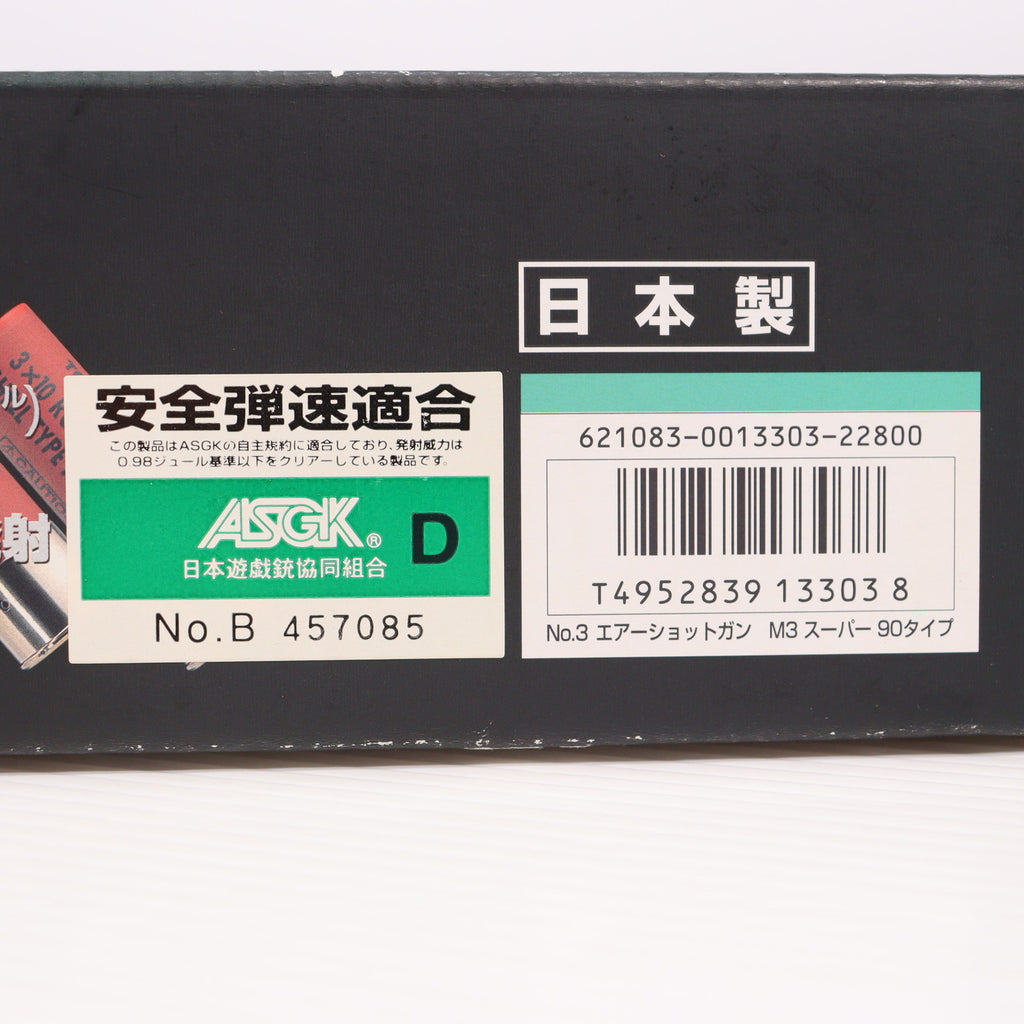 日本製
3×10 R
ル)
射
安全弾速適合
この製品はASGKの自主規約に適合しており、発射威力は
0.98ジュール基準以下をクリアーしている製品です。
ASGK® D
日本遊戯銃協同組合
No.B 457085
621083-0013303-22800
T4952839 13303 8
No.3 エアーショットガン M3 スーパー 90タイプ